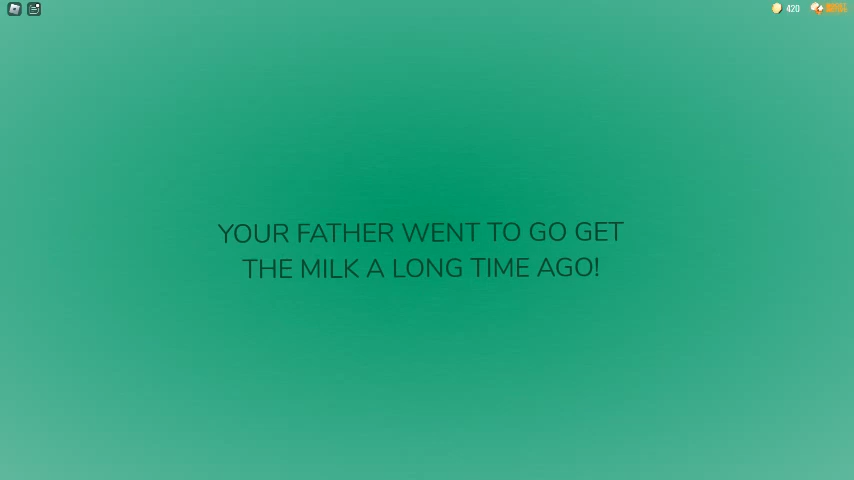 420
YOUR FATHER WENT TO GO GET
THE MILK A LONG TIME AGO!